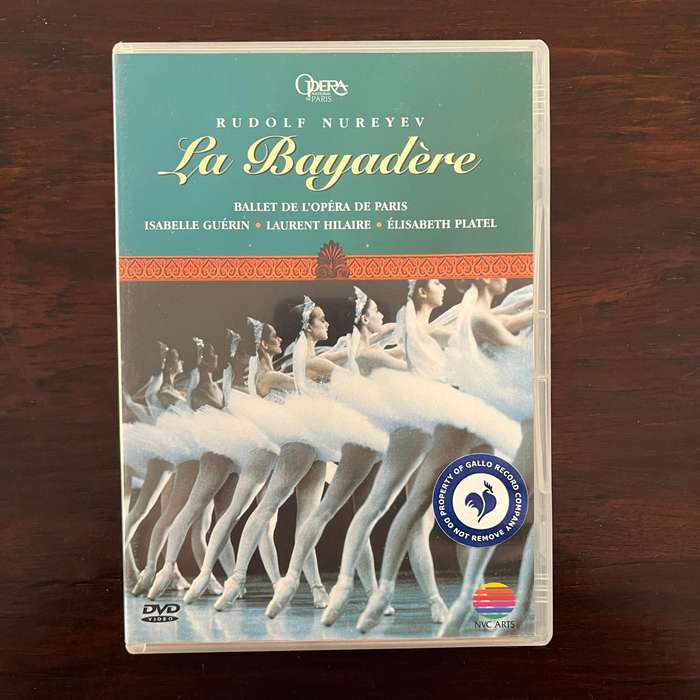 OPERA
NATIONAL
DE PARIS
RUDOLF NUREYEV
La Bayadère
BALLET DE L'OPÉRA DE PARIS
ISABELLE GUÉRIN • LAURENT HILAIRE • ÉLISABETH PLATEL
PROPERTY OF GALLO RECORD COMPANY
DO NOT REMOVE
DVD
VIDEO
NVC ARTS